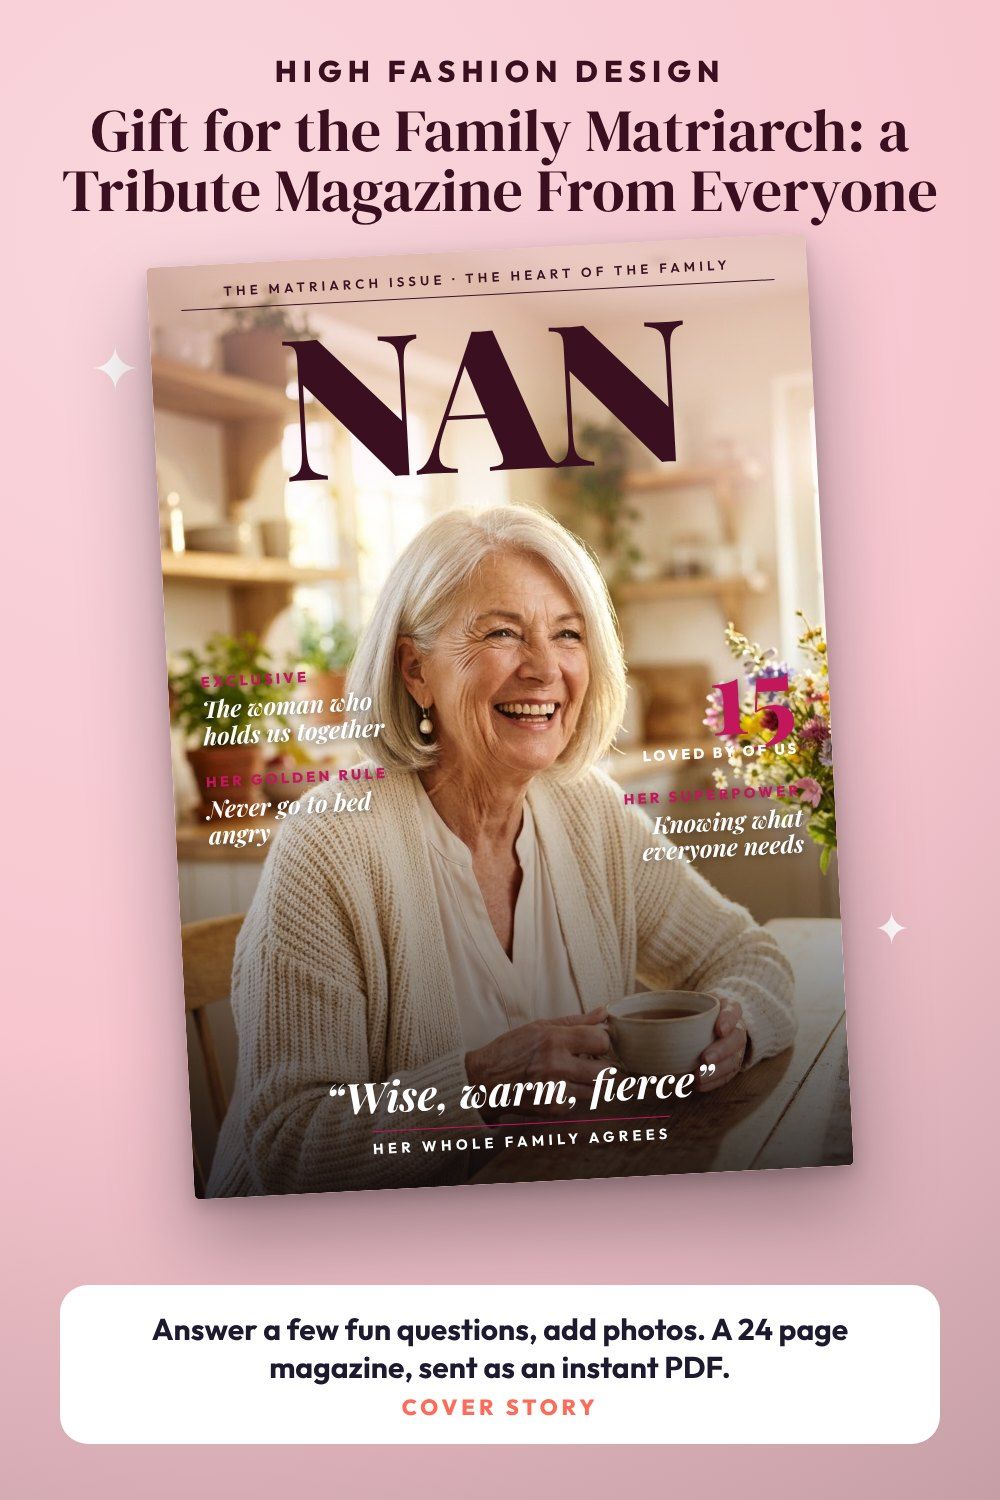 HIGH FASHION DESIGN
Gift for the Family Matriarch: a
Tribute Magazine From Everyone
THE MATRIARCH ISSUE · THE HEART OF THE FAMILY
NAN
EXCLUSIVE
The woman who
holds us together
HER GOLDEN RULE
Never go to bed
angry
15
LOVED BY OF US
HER SUPERPOWER
Knowing what
everyone needs
“Wise, warm, fierce”
HER WHOLE FAMILY AGREES
Answer a few fun questions, add photos. A 24 page
magazine, sent as an instant PDF.
COVER STORY